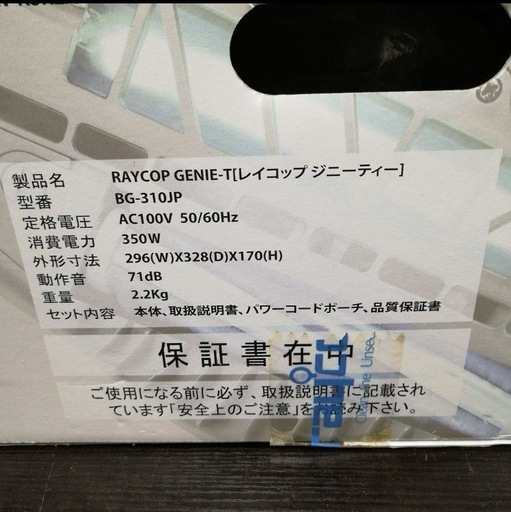 製品名 RAYCOP GENIE-T[レイコップ ジニーティー]
型番 BG-310JP
定格電圧 AC100V 50/60Hz
消費電力 350W
外形寸法 296(W)X328(D)X170(H)
動作音 71dB
重量 2.2Kg
セット内容 本体、取扱説明書、パワーコードポーチ、品質保証書
保証書在中
ご使用になる前に必ず、取扱説明書に記載され
ています「安全上のご注意」をお読み下さい。